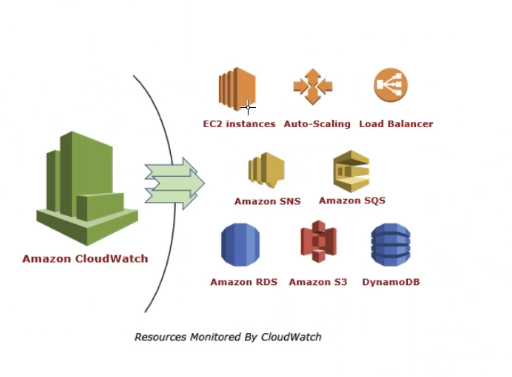 EC2 instances
Auto-Scaling
Load Balancer
Amazon SNS
Amazon SQS
Amazon CloudWatch
Amazon RDS
Amazon S3
DynamoDB
Resources Monitored By CloudWatch